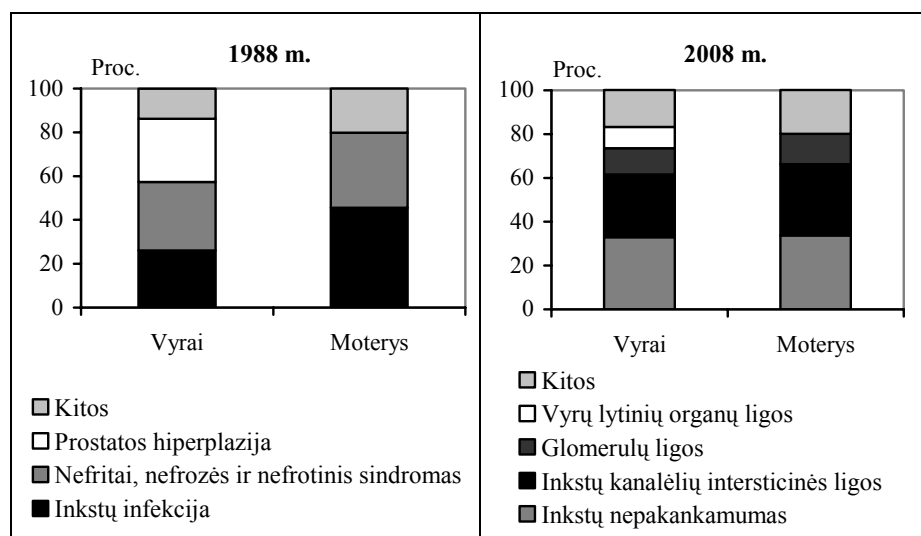 1988 m.
Proc.
100
80
60
40
20
0
Vyrai Moterys
Kitos
Prostatos hiperplazija
Nefritai, nefrozės ir nefrotinis sindromas
Inkstų infekcija
2008 m.
Proc.
100
80
60
40
20
0
Vyrai Moterys
Kitos
Vyrų lytinių organų ligos
Glomerulų ligos
Inkstų kanalėlių intersticinės ligos
Inkstų nepakankamumas